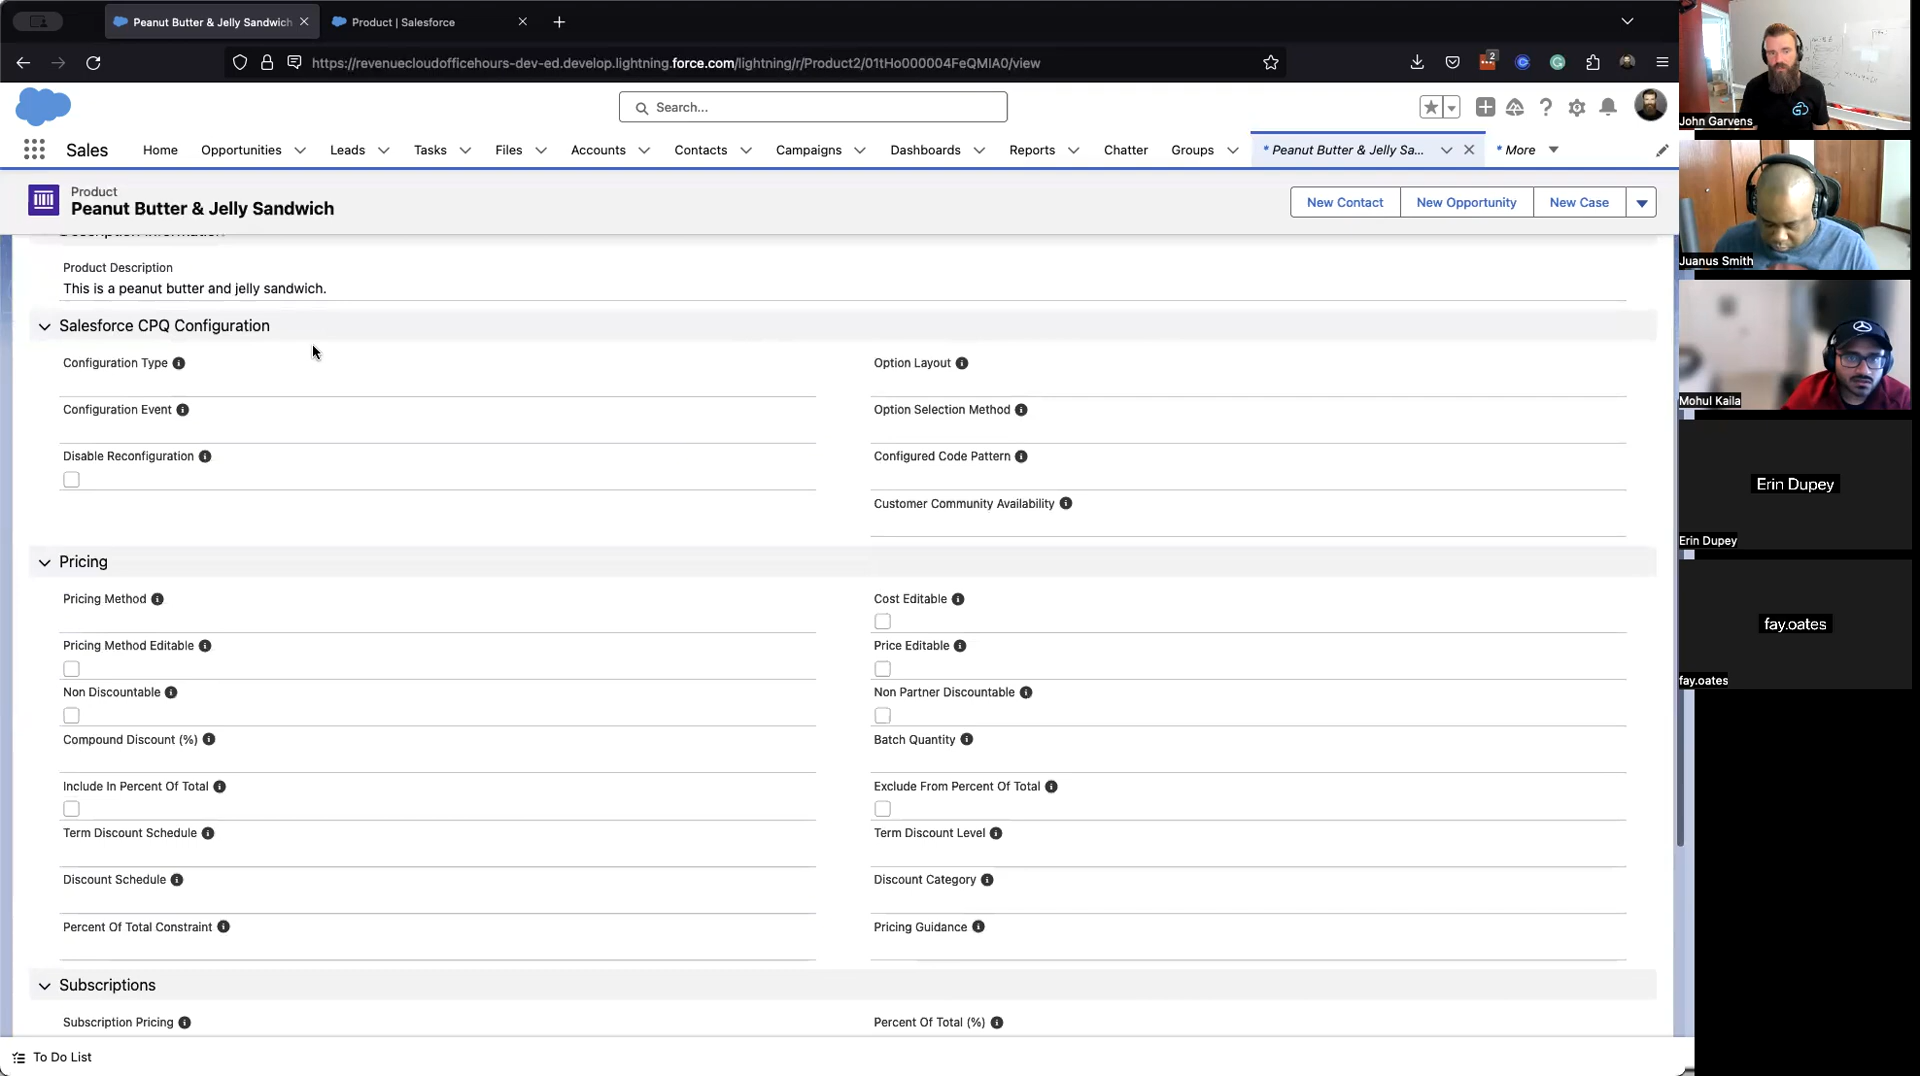 Peanut Butter & Jelly Sandwich
Product | Salesforce
https://revenuecloudofficehours-dev-ed.develop.lightning.force.com/lightning/r/Product2/01tHo000004FeQMIA0/view
2
Search...
Sales
Home
Opportunities
Leads
Tasks
Files
Accounts
Contacts
Campaigns
Dashboards
Reports
Chatter
Groups
* Peanut Butter & Jelly Sa...
* More
Product
Peanut Butter & Jelly Sandwich
New Contact
New Opportunity
New Case
Description Information
Product Description
This is a peanut butter and jelly sandwich.
Salesforce CPQ Configuration
Configuration Type
Option Layout
Configuration Event
Option Selection Method
Disable Reconfiguration
Configured Code Pattern
Customer Community Availability
Pricing
Pricing Method
Cost Editable
Pricing Method Editable
Price Editable
Non Discountable
Non Partner Discountable
Compound Discount (%)
Batch Quantity
Include In Percent Of Total
Exclude From Percent Of Total
Term Discount Schedule
Term Discount Level
Discount Schedule
Discount Category
Percent Of Total Constraint
Pricing Guidance
Subscriptions
Subscription Pricing
Percent Of Total (%)
To Do List
John Garvens
Juanus Smith
Mohul Kaila
Erin Dupey
Erin Dupey
fay.oates
fay.oates